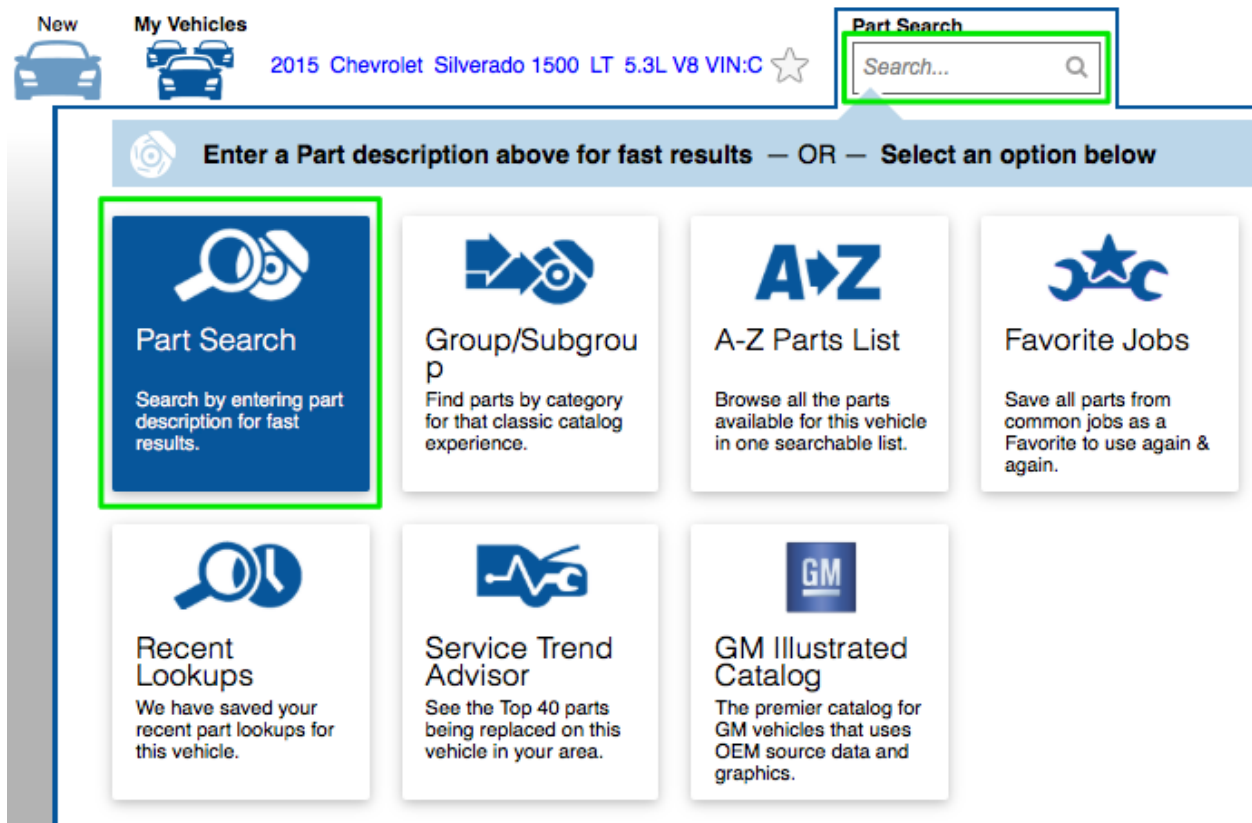 New
My Vehicles
Part Search
2015 Chevrolet Silverado 1500 LT 5.3L V8 VIN:C
Search...
Enter a Part description above for fast results — OR — Select an option below
Part Search
Search by entering part
description for fast
results.
Group/Subgrou
p
Find parts by category
for that classic catalog
experience.
A-Z
A-Z Parts List
Browse all the parts
available for this vehicle
in one searchable list.
Favorite Jobs
Save all parts from
common jobs as a
Favorite to use again &
again.
Recent
Lookups
We have saved your
recent part lookups for
this vehicle.
Service Trend
Advisor
See the Top 40 parts
being replaced on this
vehicle in your area.
GM
GM Illustrated
Catalog
The premier catalog for
GM vehicles that uses
OEM source data and
graphics.